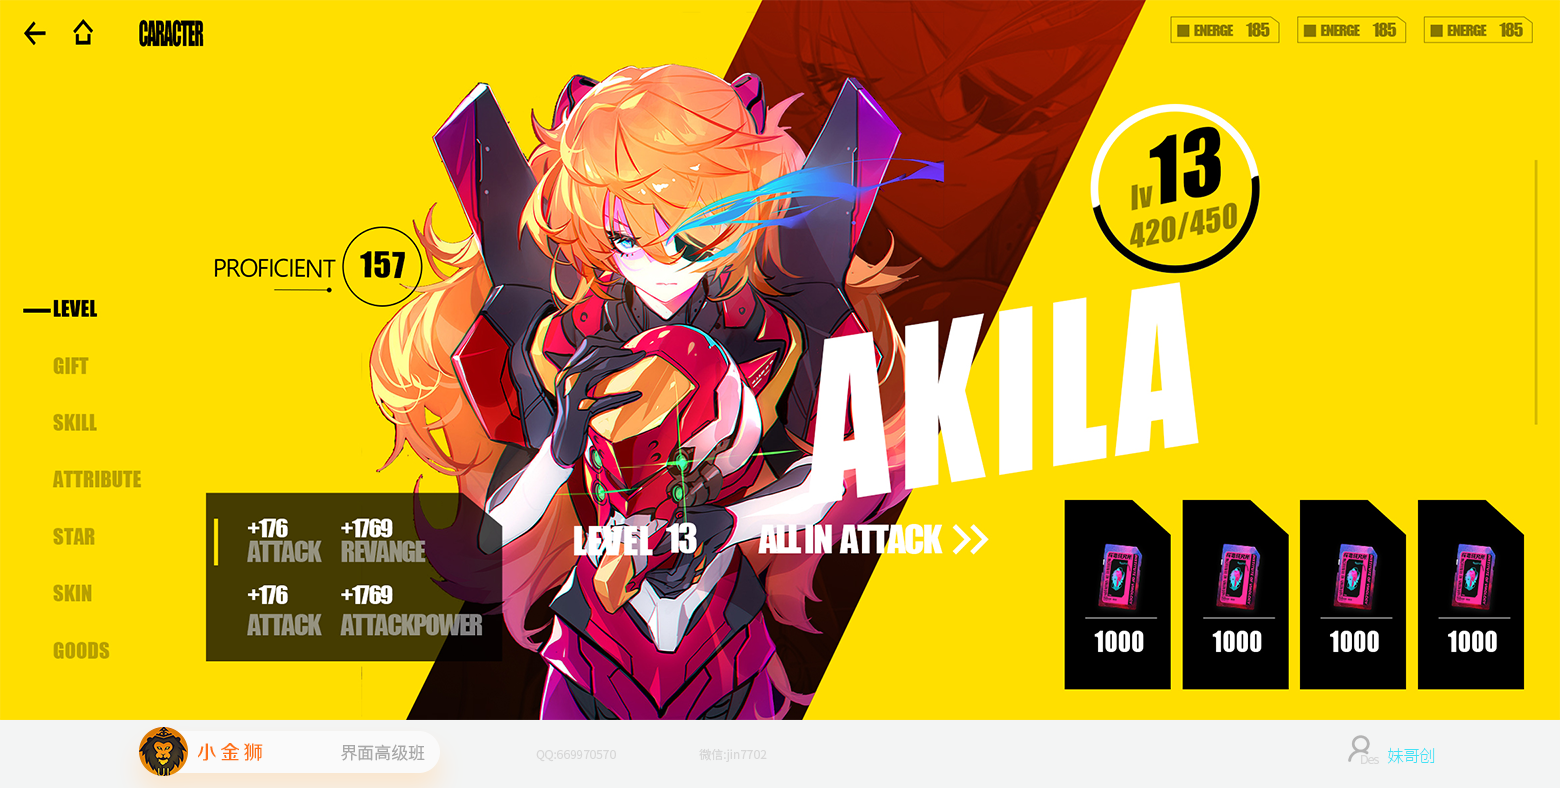 CARACTER
ENERGE 185
ENERGE 185
ENERGE 185
lv 13
420/450
PROFICIENT 157
LEVEL
GIFT
SKILL
ATTRIBUTE
STAR
SKIN
GOODS
AKILA
+176 +1769
ATTACK REVANGE
+176 +1769
ATTACK ATTACKPOWER
LEVEL 13
ALL IN ATTACK
1000
1000
1000
1000
小金狮
界面高级班
QQ:669970570
微信:jin7702
Des
妹哥创